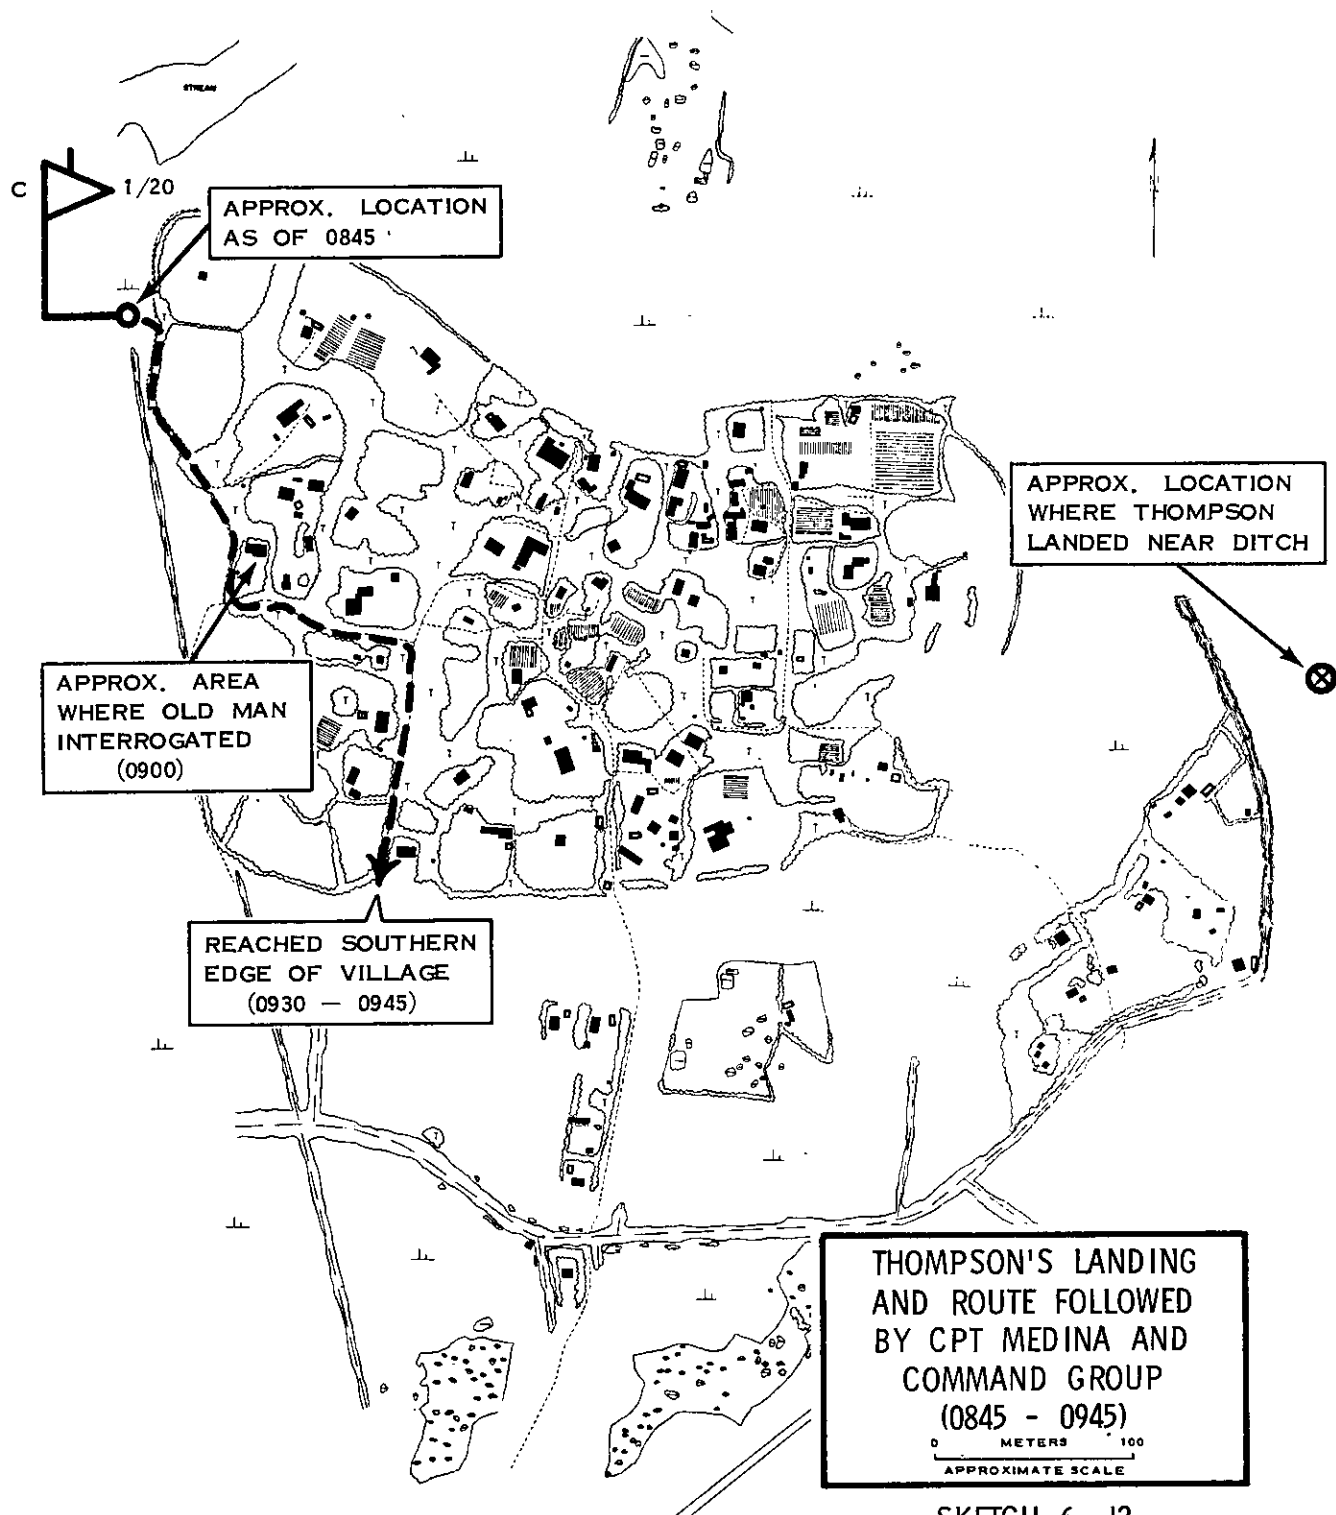 STREAM
C
1/20
APPROX. LOCATION
AS OF 0845
APPROX. LOCATION
WHERE THOMPSON
LANDED NEAR DITCH
APPROX. AREA
WHERE OLD MAN
INTERROGATED
(0900)
REACHED SOUTHERN
EDGE OF VILLAGE
(0930 — 0945)
THOMPSON'S LANDING
AND ROUTE FOLLOWED
BY CPT MEDINA AND
COMMAND GROUP
(0845 - 0945)
0 METERS 100
APPROXIMATE SCALE